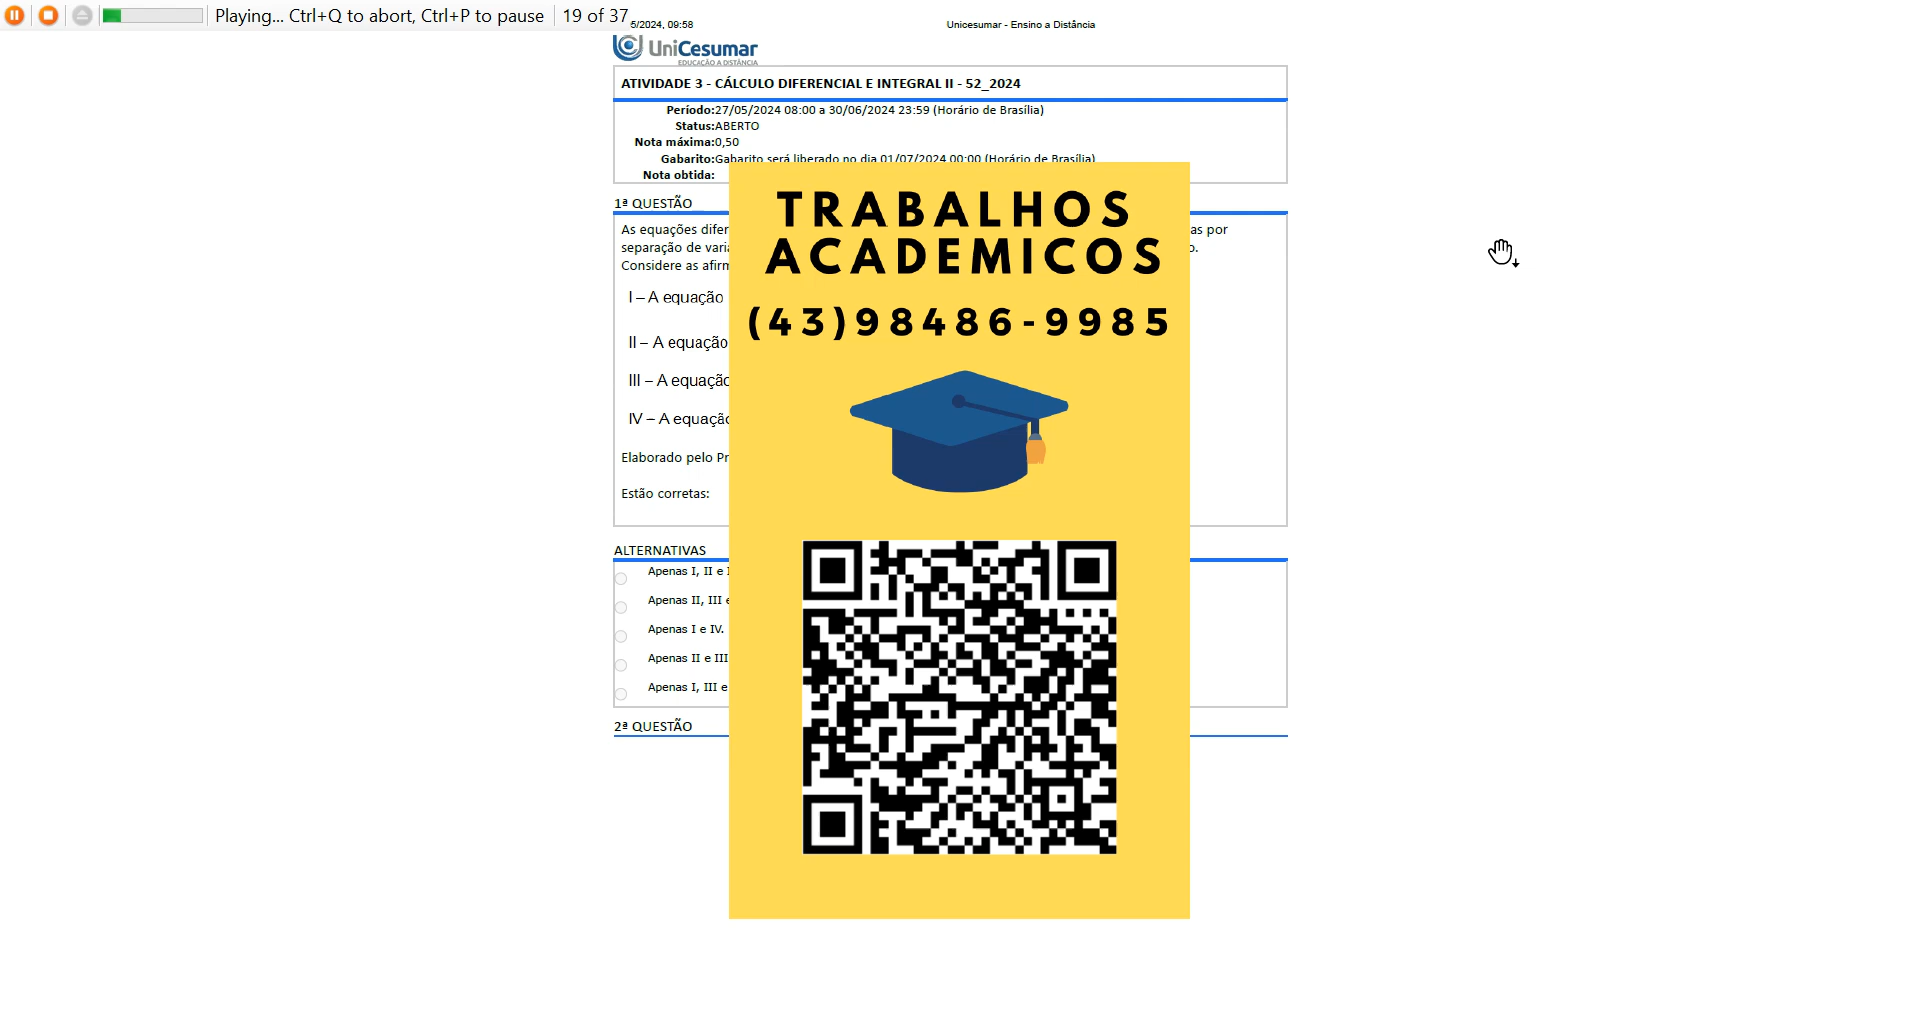 Playing... Ctrl+Q to abort, Ctrl+P to pause 19 of 37
5/2024, 09:58 Unicesumar - Ensino a Distância
UniCesumar
EDUCAÇÃO A DISTÂNCIA
ATIVIDADE 3 - CÁLCULO DIFERENCIAL E INTEGRAL II - 52_2024
Período:27/05/2024 08:00 a 30/06/2024 23:59 (Horário de Brasília)
Status:ABERTO
Nota máxima:0,50
Gabarito:Gabarito será liberado no dia 01/07/2024 00:00 (Horário de Brasília)
Nota obtida:
1ª QUESTÃO
As equações difer as por
separação de vari o.
Considere as afirm
I – A equação
II – A equação
III – A equação
IV – A equação
Elaborado pelo Pr
Estão corretas:
ALTERNATIVAS
Apenas I, II e
Apenas II, III e
Apenas I e IV.
Apenas II e III
Apenas I, III e
2ª QUESTÃO
TRABALHOS
ACADEMICOS
(43)98486-9985